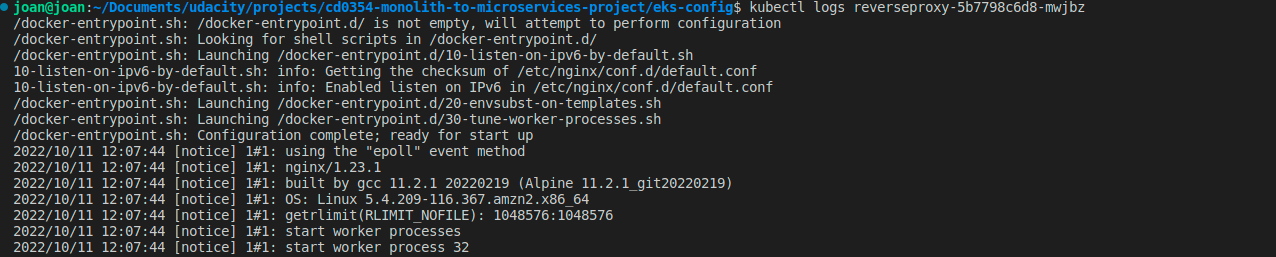 joan@joan:~/Documents/udacity/projects/cd0354-monolith-to-microservices-project/eks-config$ kubectl logs reverseproxy-5b7798c6d8-mwjbz
/docker-entrypoint.sh: /docker-entrypoint.d/ is not empty, will attempt to perform configuration
/docker-entrypoint.sh: Looking for shell scripts in /docker-entrypoint.d/
/docker-entrypoint.sh: Launching /docker-entrypoint.d/10-listen-on-ipv6-by-default.sh
10-listen-on-ipv6-by-default.sh: info: Getting the checksum of /etc/nginx/conf.d/default.conf
10-listen-on-ipv6-by-default.sh: info: Enabled listen on IPv6 in /etc/nginx/conf.d/default.conf
/docker-entrypoint.sh: Launching /docker-entrypoint.d/20-envsubst-on-templates.sh
/docker-entrypoint.sh: Launching /docker-entrypoint.d/30-tune-worker-processes.sh
/docker-entrypoint.sh: Configuration complete; ready for start up
2022/10/11 12:07:44 [notice] 1#1: using the "epoll" event method
2022/10/11 12:07:44 [notice] 1#1: nginx/1.23.1
2022/10/11 12:07:44 [notice] 1#1: built by gcc 11.2.1 20220219 (Alpine 11.2.1_git20220219)
2022/10/11 12:07:44 [notice] 1#1: OS: Linux 5.4.209-116.367.amzn2.x86_64
2022/10/11 12:07:44 [notice] 1#1: getrlimit(RLIMIT_NOFILE): 1048576:1048576
2022/10/11 12:07:44 [notice] 1#1: start worker processes
2022/10/11 12:07:44 [notice] 1#1: start worker process 32